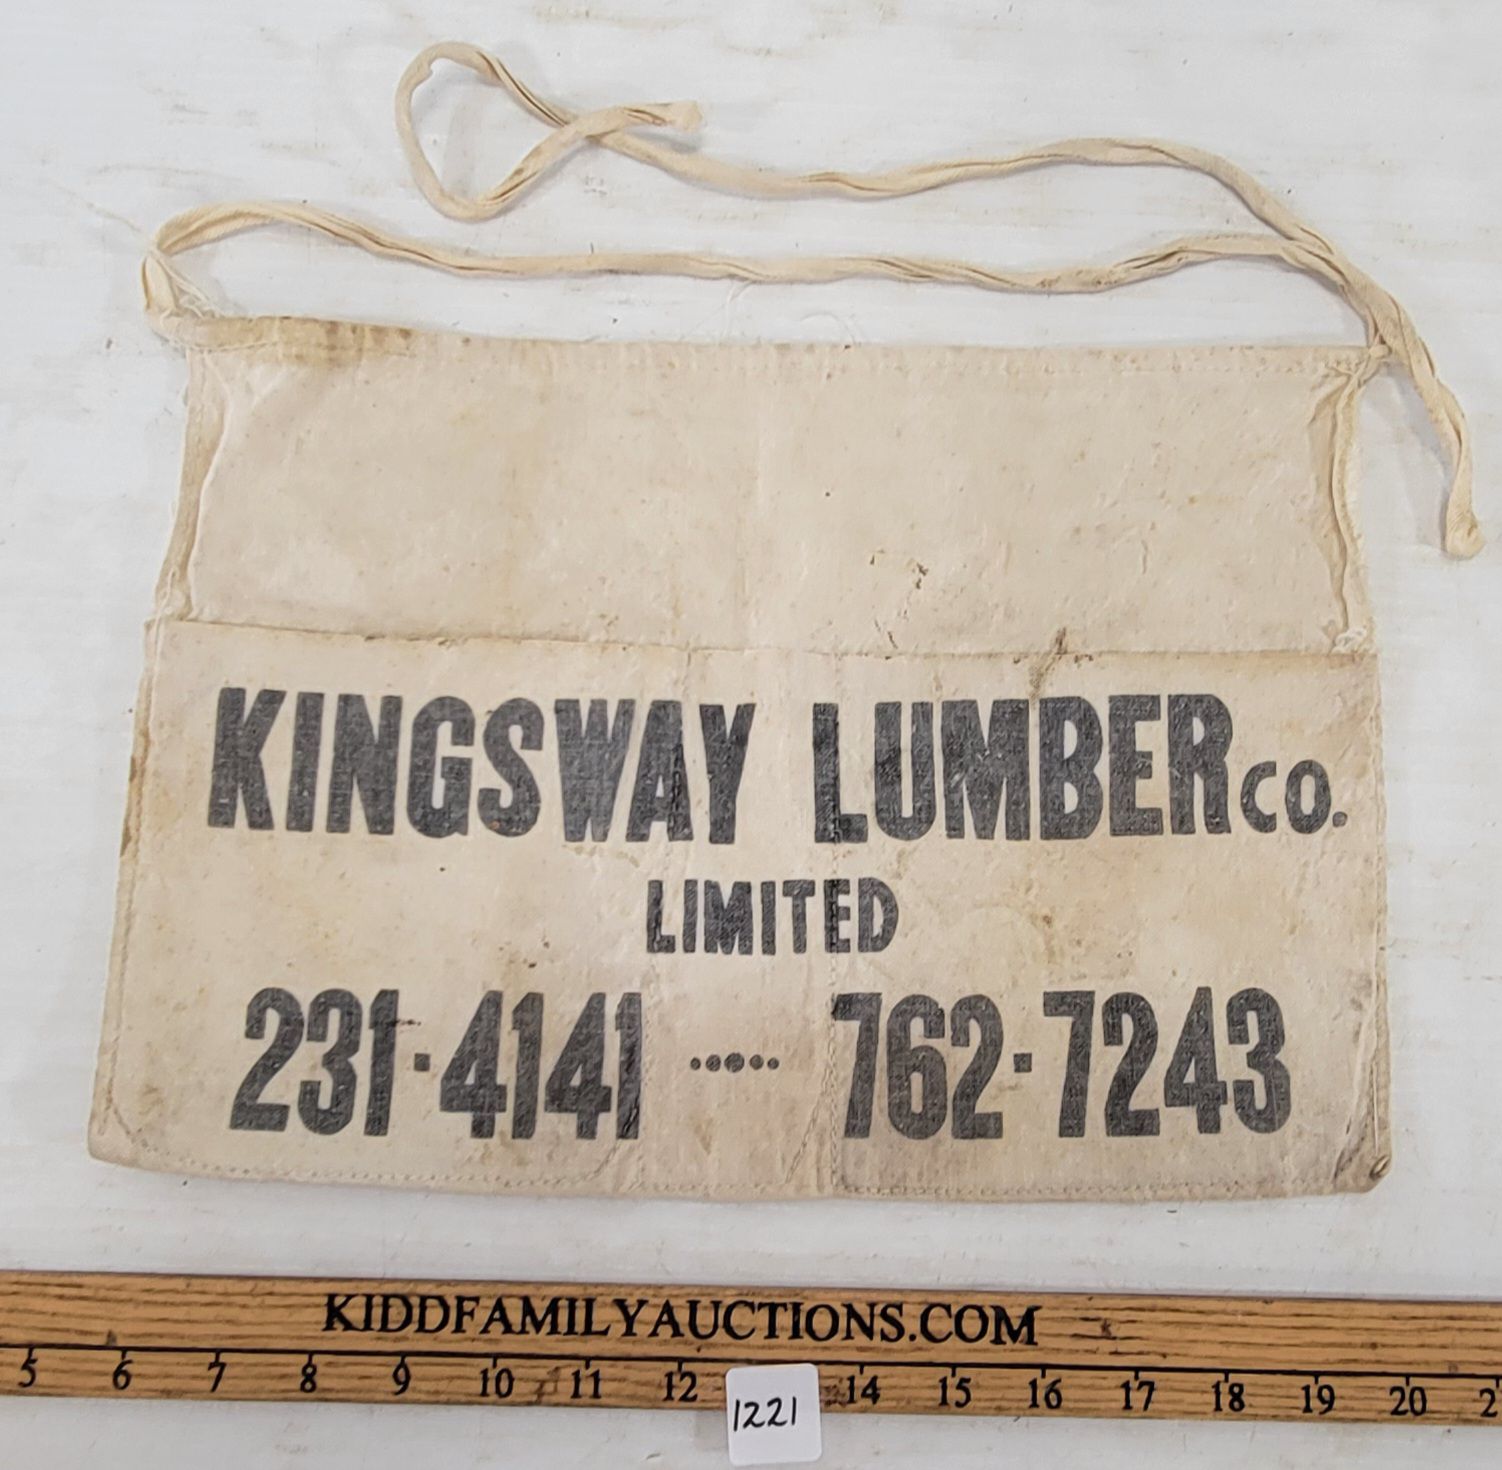 KINGSWAY LUMBER CO.
LIMITED
231·4141 ····· 762·7243
KIDDFAMILYAUCTIONS.COM
5 6 7 8 9 10 11 12 14 15 16 17 18 19 20 2
1221